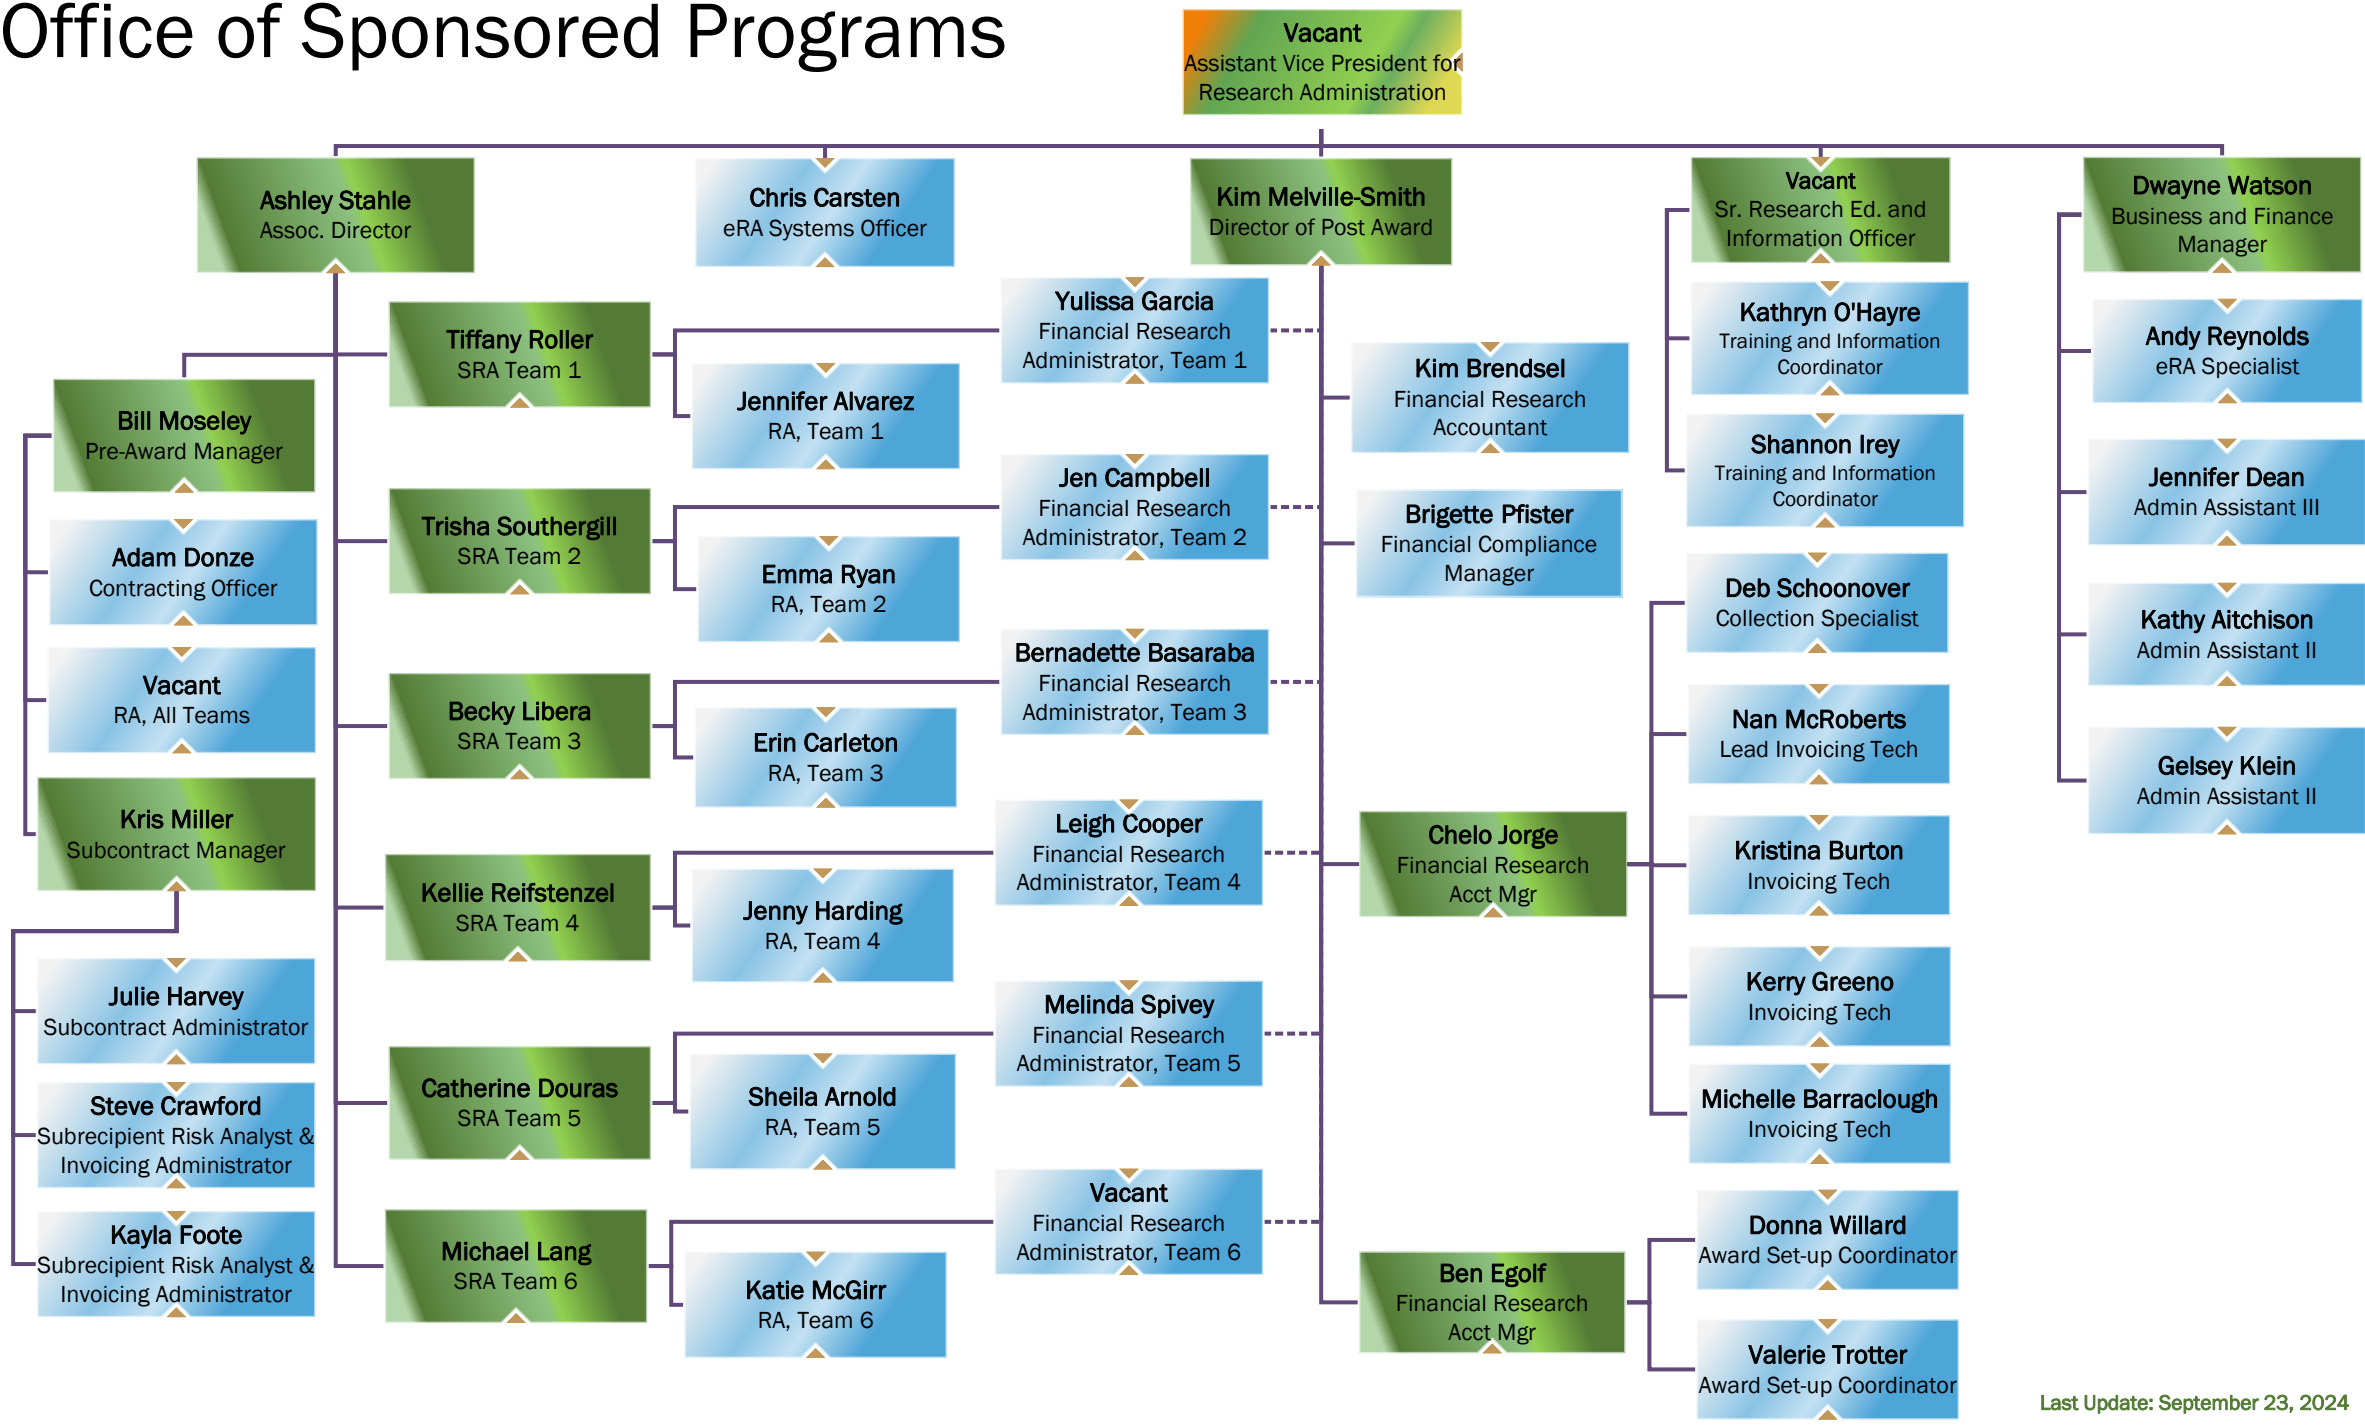 Office of Sponsored Programs
Vacant
Assistant Vice President for
Research Administration
Ashley Stahle
Assoc. Director
Chris Carsten
eRA Systems Officer
Kim Melville-Smith
Director of Post Award
Vacant
Sr. Research Ed. and
Information Officer
Dwayne Watson
Business and Finance
Manager
Bill Moseley
Pre-Award Manager
Adam Donze
Contracting Officer
Vacant
RA, All Teams
Kris Miller
Subcontract Manager
Julie Harvey
Subcontract Administrator
Steve Crawford
Subrecipient Risk Analyst &
Invoicing Administrator
Kayla Foote
Subrecipient Risk Analyst &
Invoicing Administrator
Tiffany Roller
SRA Team 1
Yulissa Garcia
Financial Research
Administrator, Team 1
Jennifer Alvarez
RA, Team 1
Trisha Southergill
SRA Team 2
Jen Campbell
Financial Research
Administrator, Team 2
Emma Ryan
RA, Team 2
Becky Libera
SRA Team 3
Bernadette Basaraba
Financial Research
Administrator, Team 3
Erin Carleton
RA, Team 3
Kellie Reifstenzel
SRA Team 4
Leigh Cooper
Financial Research
Administrator, Team 4
Jenny Harding
RA, Team 4
Catherine Douras
SRA Team 5
Melinda Spivey
Financial Research
Administrator, Team 5
Sheila Arnold
RA, Team 5
Michael Lang
SRA Team 6
Vacant
Financial Research
Administrator, Team 6
Katie McGirr
RA, Team 6
Kim Brendsel
Financial Research
Accountant
Brigette Pfister
Financial Compliance
Manager
Chelo Jorge
Financial Research
Acct Mgr
Ben Egolf
Financial Research
Acct Mgr
Kathryn O'Hayre
Training and Information
Coordinator
Shannon Irey
Training and Information
Coordinator
Deb Schoonover
Collection Specialist
Nan McRoberts
Lead Invoicing Tech
Kristina Burton
Invoicing Tech
Kerry Greeno
Invoicing Tech
Michelle Barraclough
Invoicing Tech
Donna Willard
Award Set-up Coordinator
Valerie Trotter
Award Set-up Coordinator
Andy Reynolds
eRA Specialist
Jennifer Dean
Admin Assistant III
Kathy Aitchison
Admin Assistant II
Gelsey Klein
Admin Assistant II
Last Update: September 23, 2024